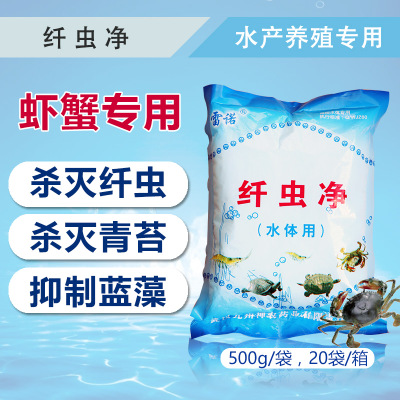 纤虫净
水产养殖专用
虾蟹专用
杀灭纤虫
杀灭青苔
抑制蓝藻
雷诺
纤虫净
(水体用)
500g/袋，20袋/箱